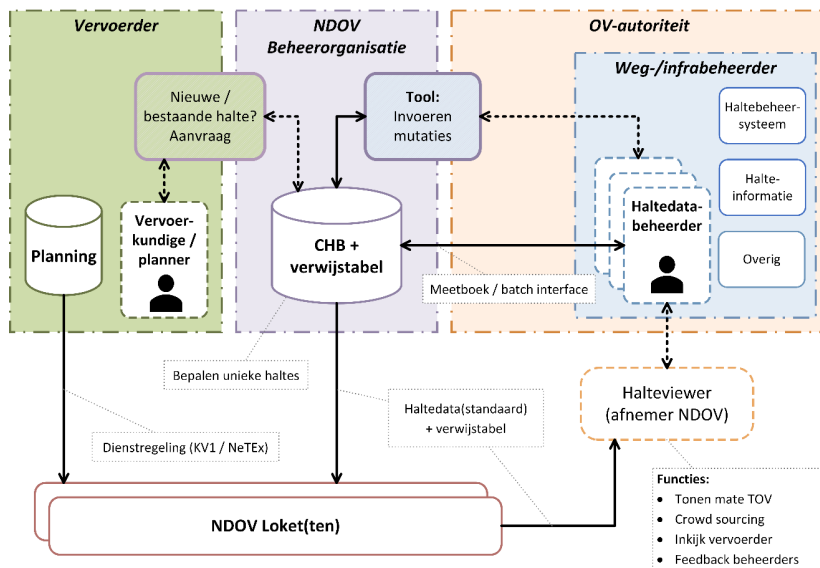 Vervoerder
NDOV
Beheerorganisatie
OV-autoriteit
Weg-/infrabeheerder
Nieuwe /
bestaande halte?
Aanvraag
Tool:
Invoeren
mutaties
Haltebeheer-
systeem
Halte-
informatie
Overig
Haltedata-
beheerder
Planning
Vervoer-
kundige /
planner
CHB +
verwijstabel
Meetboek / batch interface
Bepalen unieke haltes
Haltedata(standaard)
+ verwijstabel
Halteviewer
(afnemer NDOV)
Dienstregeling (KV1 / NeTEx)
NDOV Loket(ten)
Functies:
• Tonen mate TOV
• Crowd sourcing
• Inkijk vervoerder
• Feedback beheerders